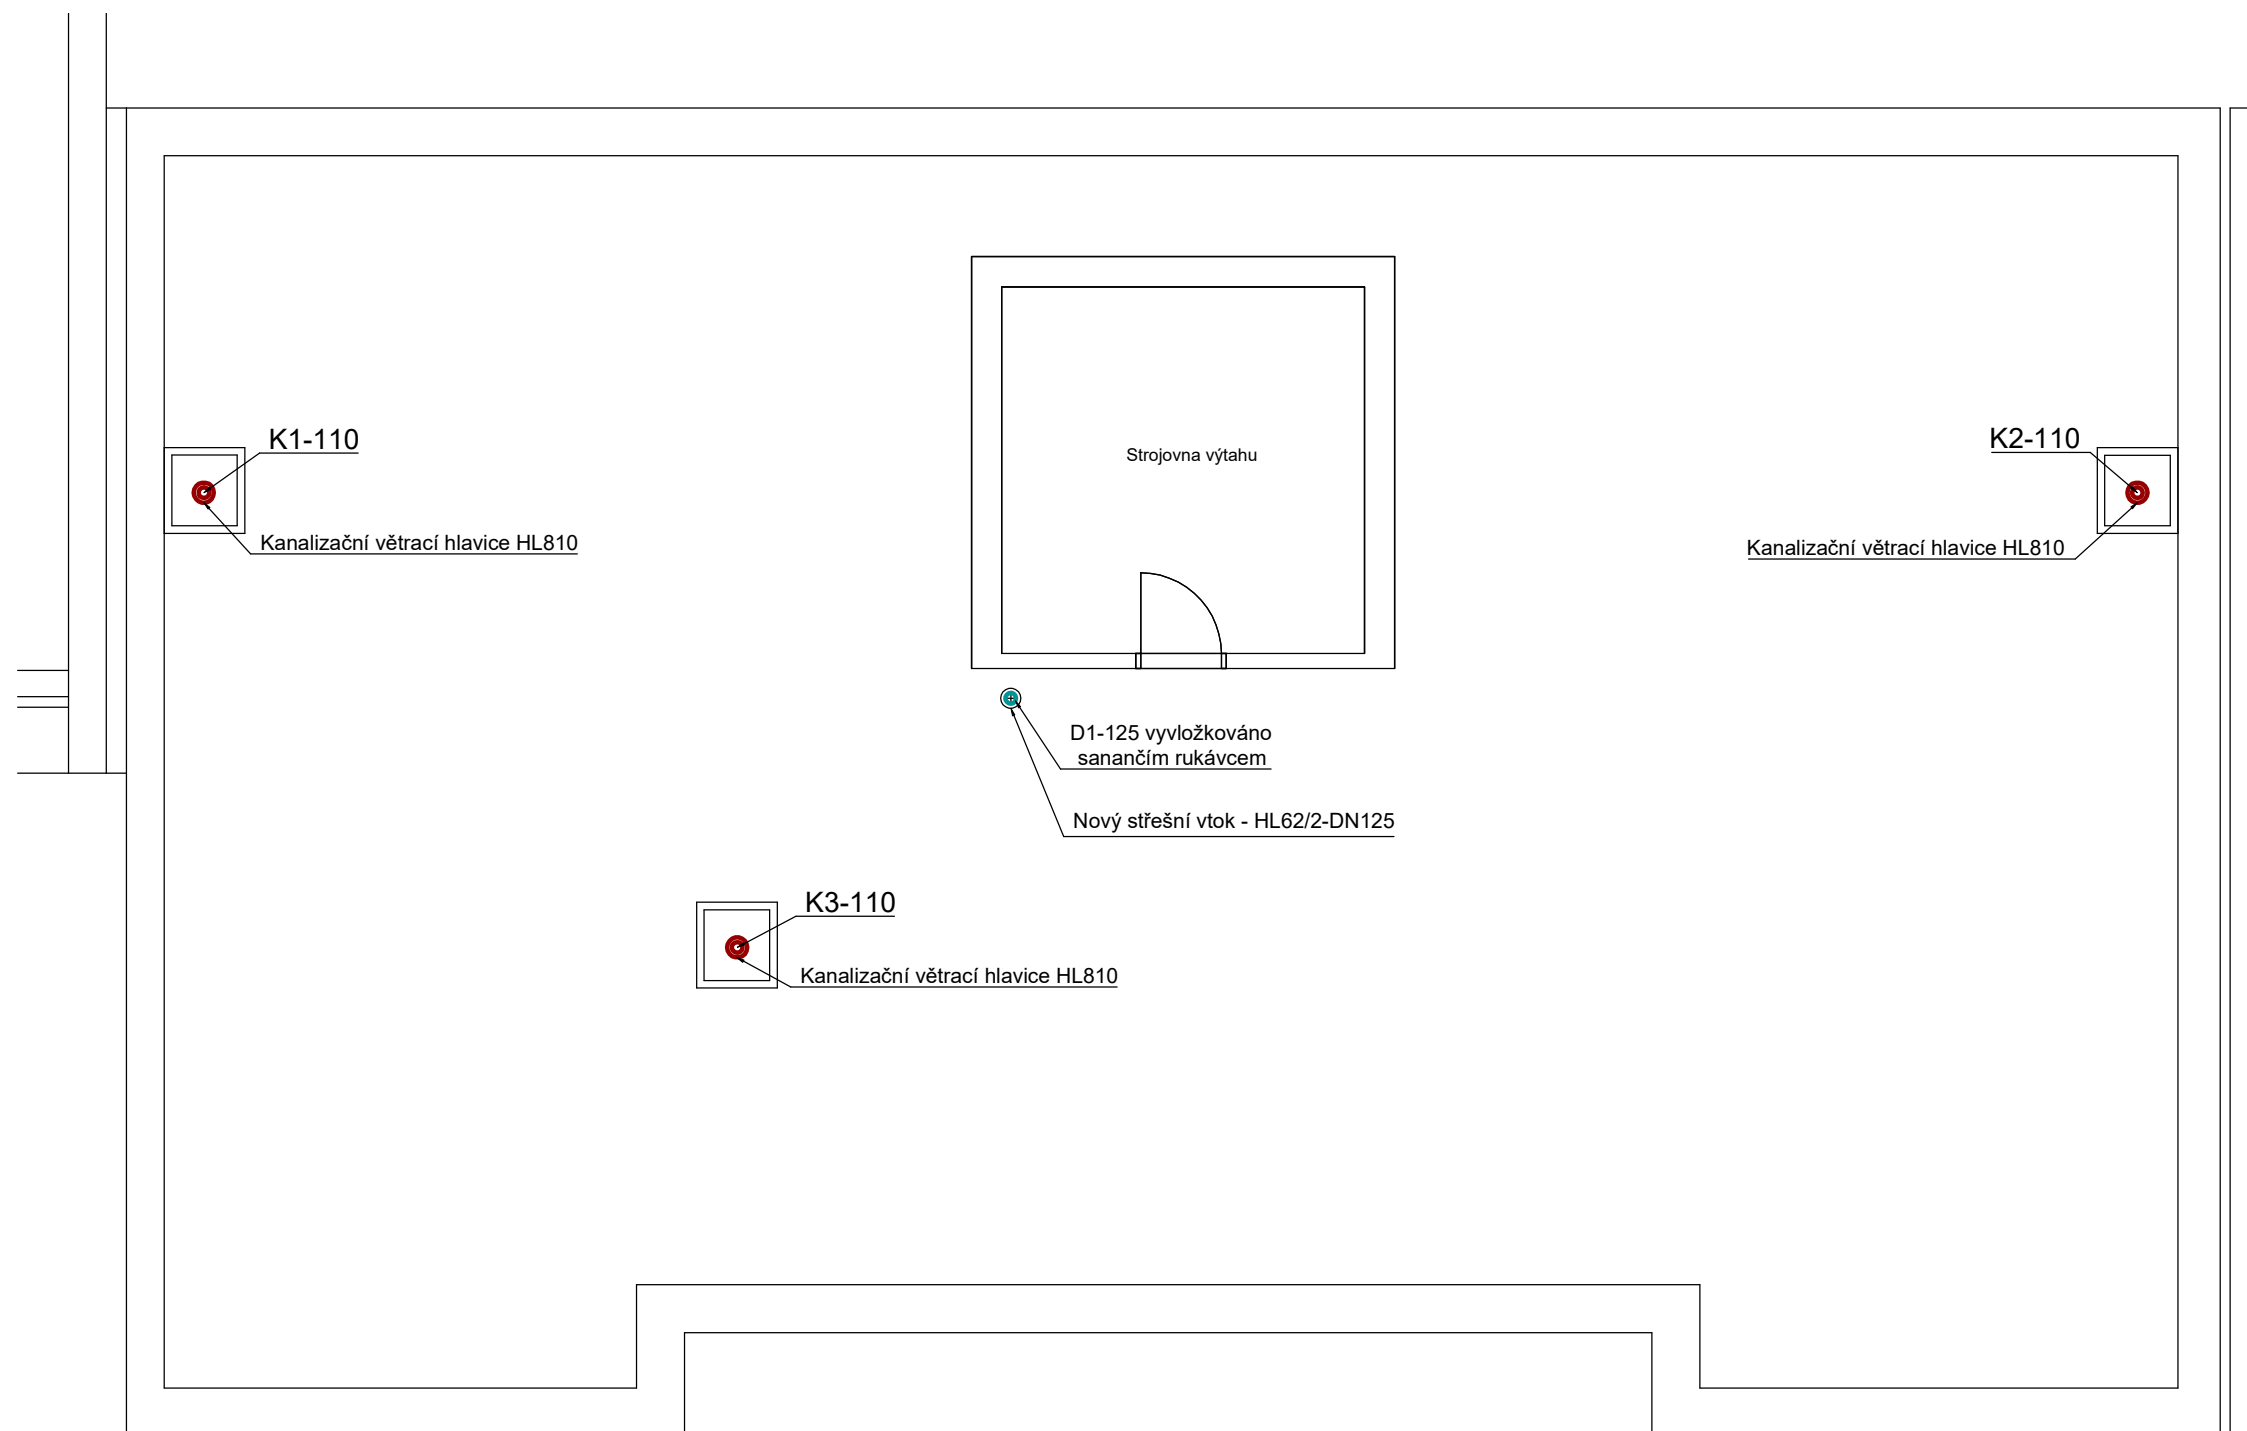 K1-110
Kanalizační větrací hlavice HL810
Strojovna výtahu
K2-110
Kanalizační větrací hlavice HL810
D1-125 vyvložkováno
sanančím rukávcem
Nový střešní vtok - HL62/2-DN125
K3-110
Kanalizační větrací hlavice HL810